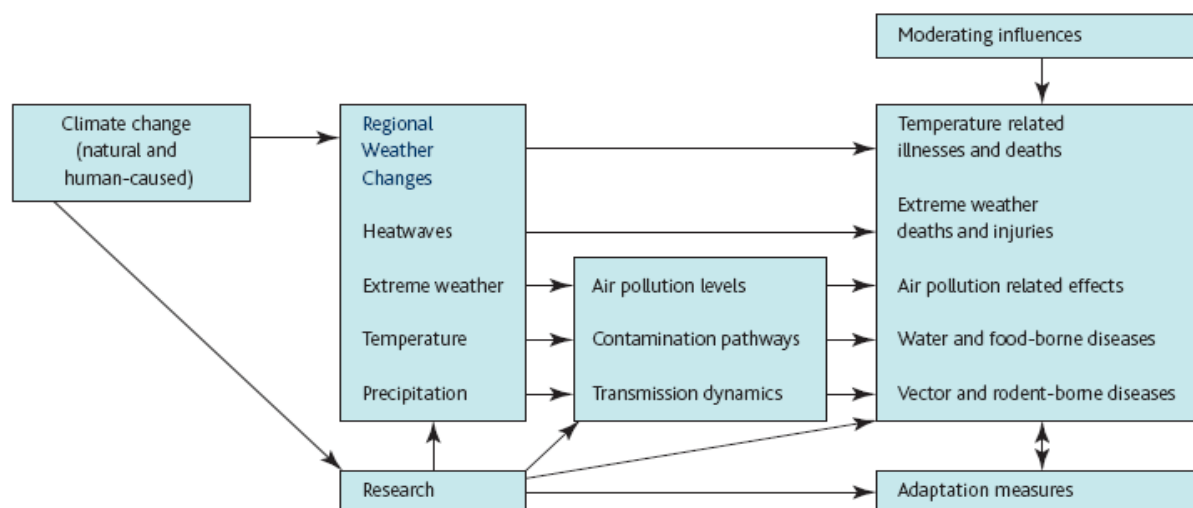 Moderating influences
Climate change
(natural and
human-caused)
Regional
Weather
Changes
Heatwaves
Extreme weather
Temperature
Precipitation
Air pollution levels
Contamination pathways
Transmission dynamics
Temperature related
illnesses and deaths
Extreme weather
deaths and injuries
Air pollution related effects
Water and food-borne diseases
Vector and rodent-borne diseases
Research
Adaptation measures